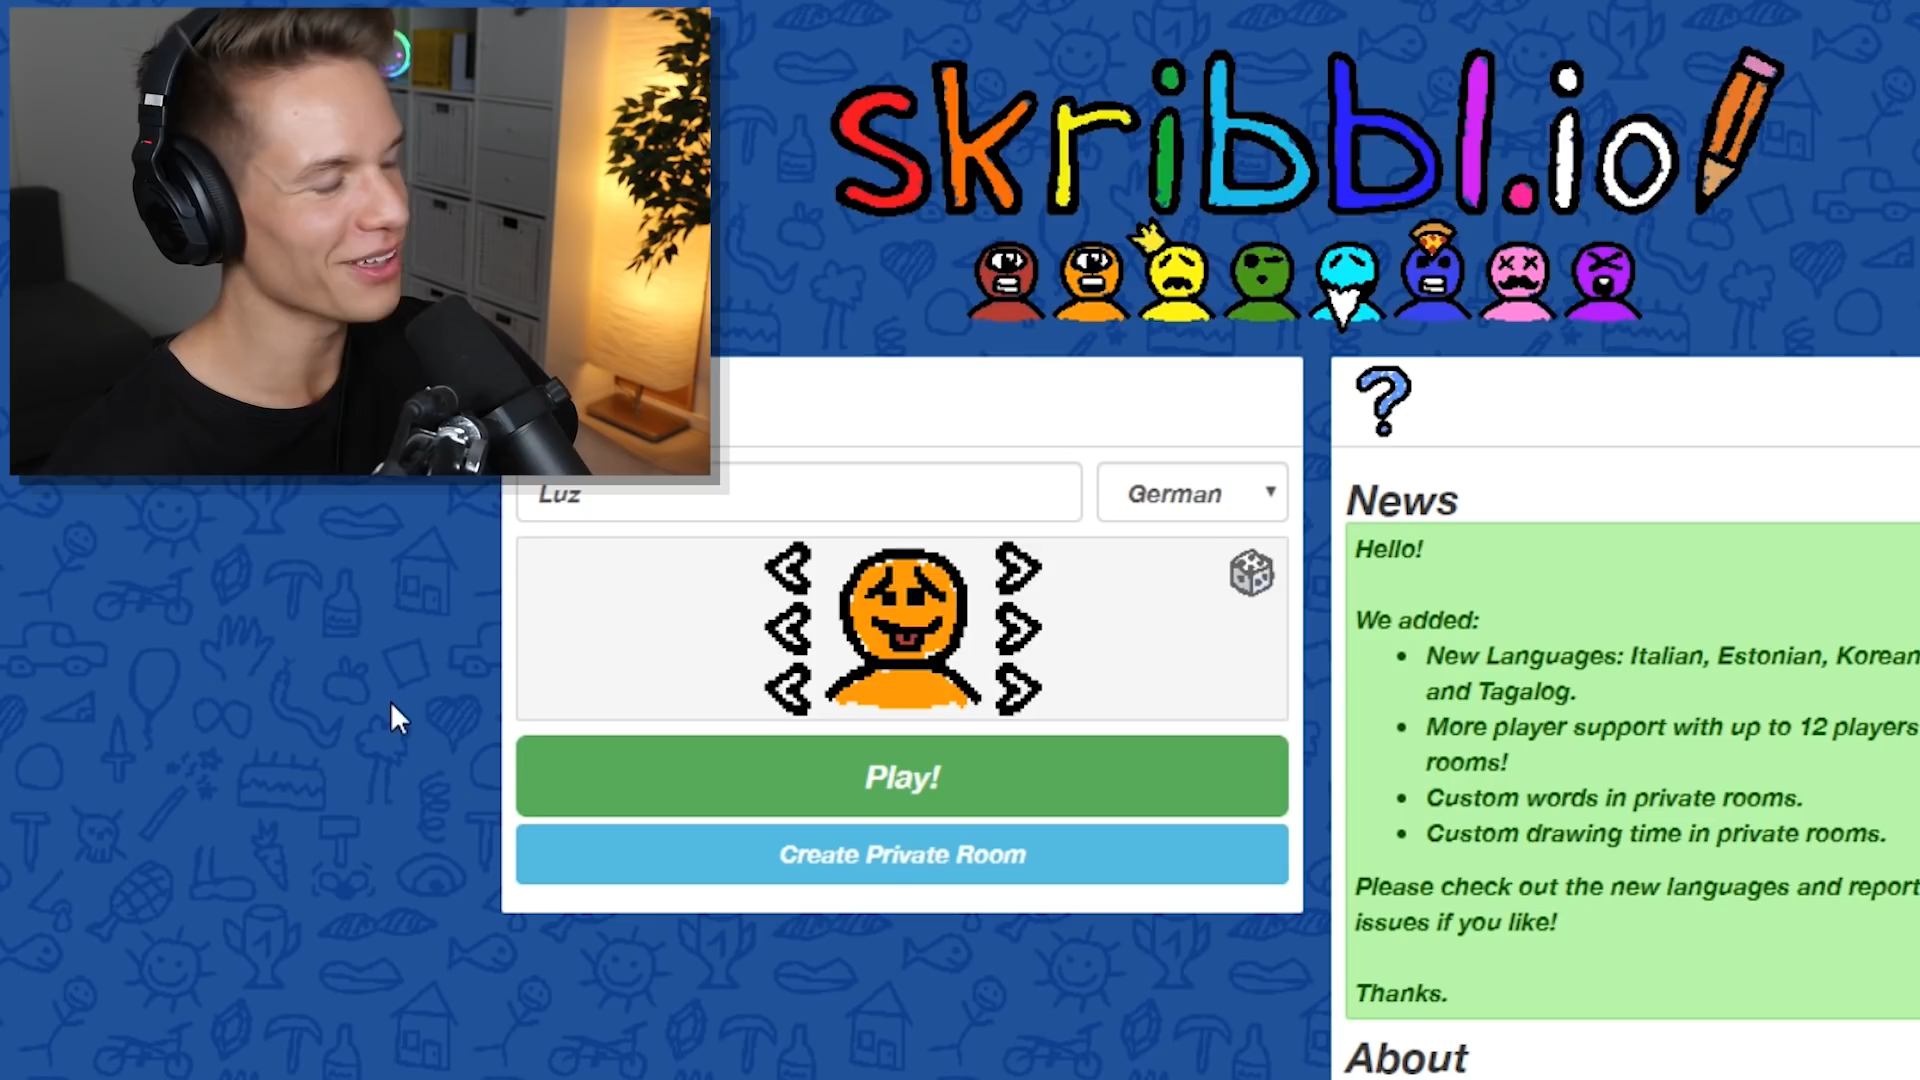 skribbl.io
Luz
German
Play!
Create Private Room
News
Hello!
We added:
New Languages: Italian, Estonian, Korean
and Tagalog.
More player support with up to 12 players
rooms!
Custom words in private rooms.
Custom drawing time in private rooms.
Please check out the new languages and report
issues if you like!
Thanks.
About